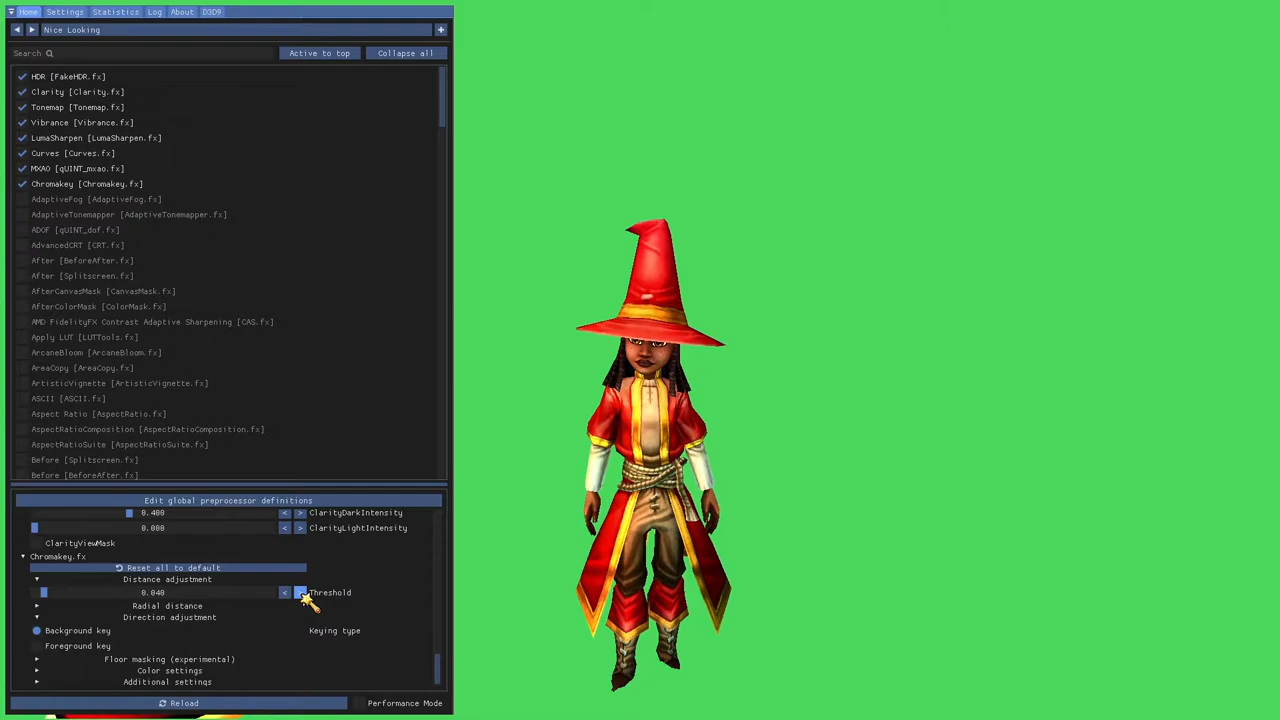 Home Settings Statistics Log About D3D9
Nice Looking +
Search Active to top Collapse all
HDR [FakeHDR.fx]
Clarity [Clarity.fx]
Tonemap [Tonemap.fx]
Vibrance [Vibrance.fx]
LumaSharpen [LumaSharpen.fx]
Curves [Curves.fx]
MXAO [qUINT_mxao.fx]
Chromakey [Chromakey.fx]
AdaptiveFog [AdaptiveFog.fx]
AdaptiveTonemapper [AdaptiveTonemapper.fx]
ADOF [qUINT_dof.fx]
AdvancedCRT [CRT.fx]
After [BeforeAfter.fx]
After [Splitscreen.fx]
AfterCanvasMask [CanvasMask.fx]
AfterColorMask [ColorMask.fx]
AMD FidelityFX Contrast Adaptive Sharpening [CAS.fx]
Apply LUT [LUTTools.fx]
ArcaneBloom [ArcaneBloom.fx]
AreaCopy [AreaCopy.fx]
ArtisticVignette [ArtisticVignette.fx]
ASCII [ASCII.fx]
Aspect Ratio [AspectRatio.fx]
AspectRatioComposition [AspectRatioComposition.fx]
AspectRatioSuite [AspectRatioSuite.fx]
Before [Splitscreen.fx]
Before [BeforeAfter.fx]
Edit global preprocessor definitions
0.400 < > ClarityDarkIntensity
0.000 < > ClarityLightIntensity
ClarityViewMask
Chromakey.fx
Reset all to default
Distance adjustment
0.040 < > Threshold
Radial distance
Direction adjustment
Background key Keying type
Foreground key
Floor masking (experimental)
Color settings
Additional settings
Reload Performance Mode